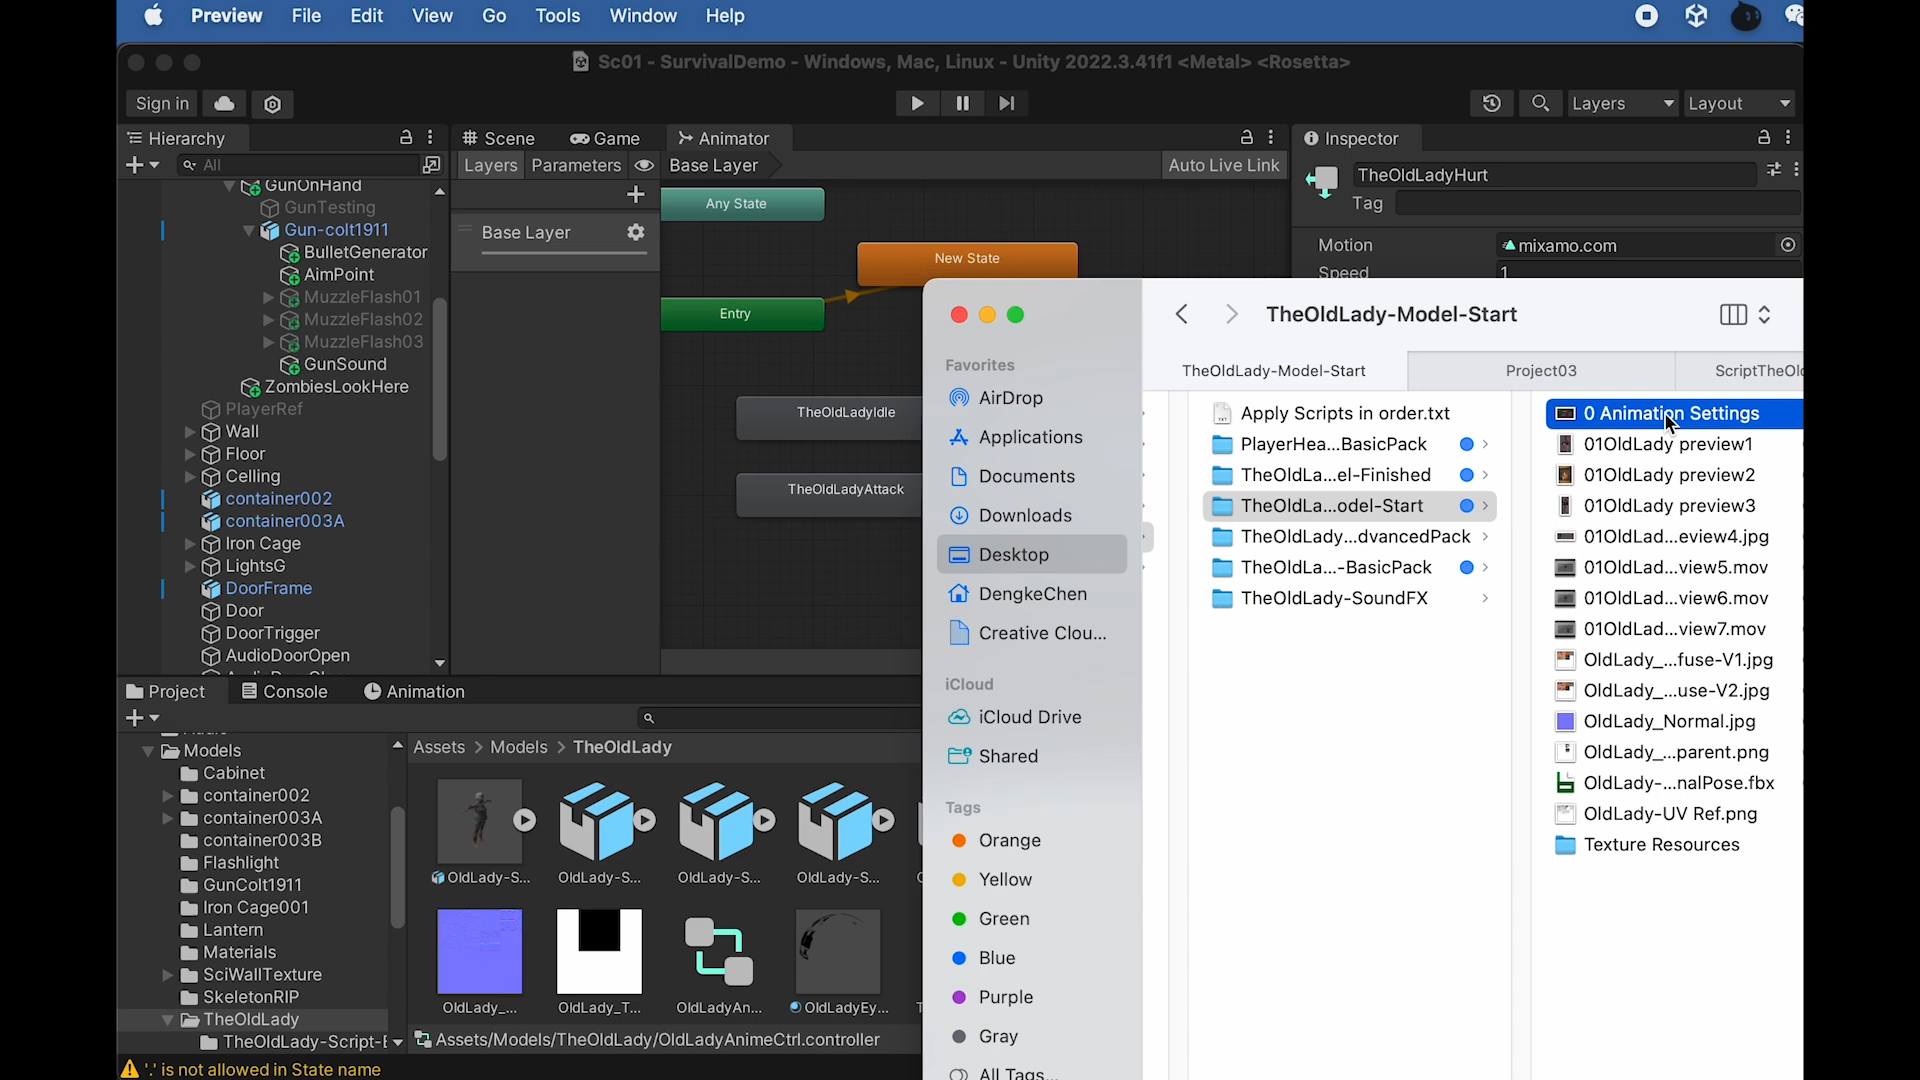 Preview File Edit View Go Tools Window Help
Sc01 - SurvivalDemo - Windows, Mac, Linux - Unity 2022.3.41f1 <Metal> <Rosetta>
Sign in
Layers
Layout
Hierarchy
All
GunOnHand
GunTesting
Gun-colt1911
BulletGenerator
AimPoint
MuzzleFlash01
MuzzleFlash02
MuzzleFlash03
GunSound
ZombiesLookHere
PlayerRef
Wall
Floor
Celling
container002
container003A
Iron Cage
LightsG
DoorFrame
Door
DoorTrigger
AudioDoorOpen
Scene Game Animator
Layers Parameters Base Layer Auto Live Link
Base Layer
Any State
New State
Entry
TheOldLadyIdle
TheOldLadyAttack
Inspector
TheOldLadyHurt
Tag
Motion mixamo.com
Speed 1
TheOldLady-Model-Start
TheOldLady-Model-Start Project03
Favorites
AirDrop
Applications
Documents
Downloads
Desktop
DengkeChen
Creative Clou...
iCloud
iCloud Drive
Shared
Tags
Orange
Yellow
Green
Blue
Purple
Gray
All Tags...
Apply Scripts in order.txt
PlayerHea...BasicPack
TheOldLa...el-Finished
TheOldLa...odel-Start
TheOldLady...dvancedPack
TheOldLa...-BasicPack
TheOldLady-SoundFX
0 Animation Settings
01OldLady preview1
01OldLady preview2
01OldLady preview3
01OldLad...eview4.jpg
01OldLad...view5.mov
01OldLad...view6.mov
01OldLad...view7.mov
OldLady_...fuse-V1.jpg
OldLady_...use-V2.jpg
OldLady_Normal.jpg
OldLady_...parent.png
OldLady-...nalPose.fbx
OldLady-UV Ref.png
Texture Resources
Project Console Animation
Models
Cabinet
container002
container003A
container003B
Flashlight
GunColt1911
Iron Cage001
Lantern
Materials
SciWallTexture
SkeletonRIP
TheOldLady
Assets > Models > TheOldLady
OldLady-S... OldLady-S... OldLady-S... OldLady-S...
OldLady_... OldLady_T... OldLadyAn... OldLadyEy...
Assets/Models/TheOldLady/OldLadyAnimeCtrl.controller
'.' is not allowed in State name